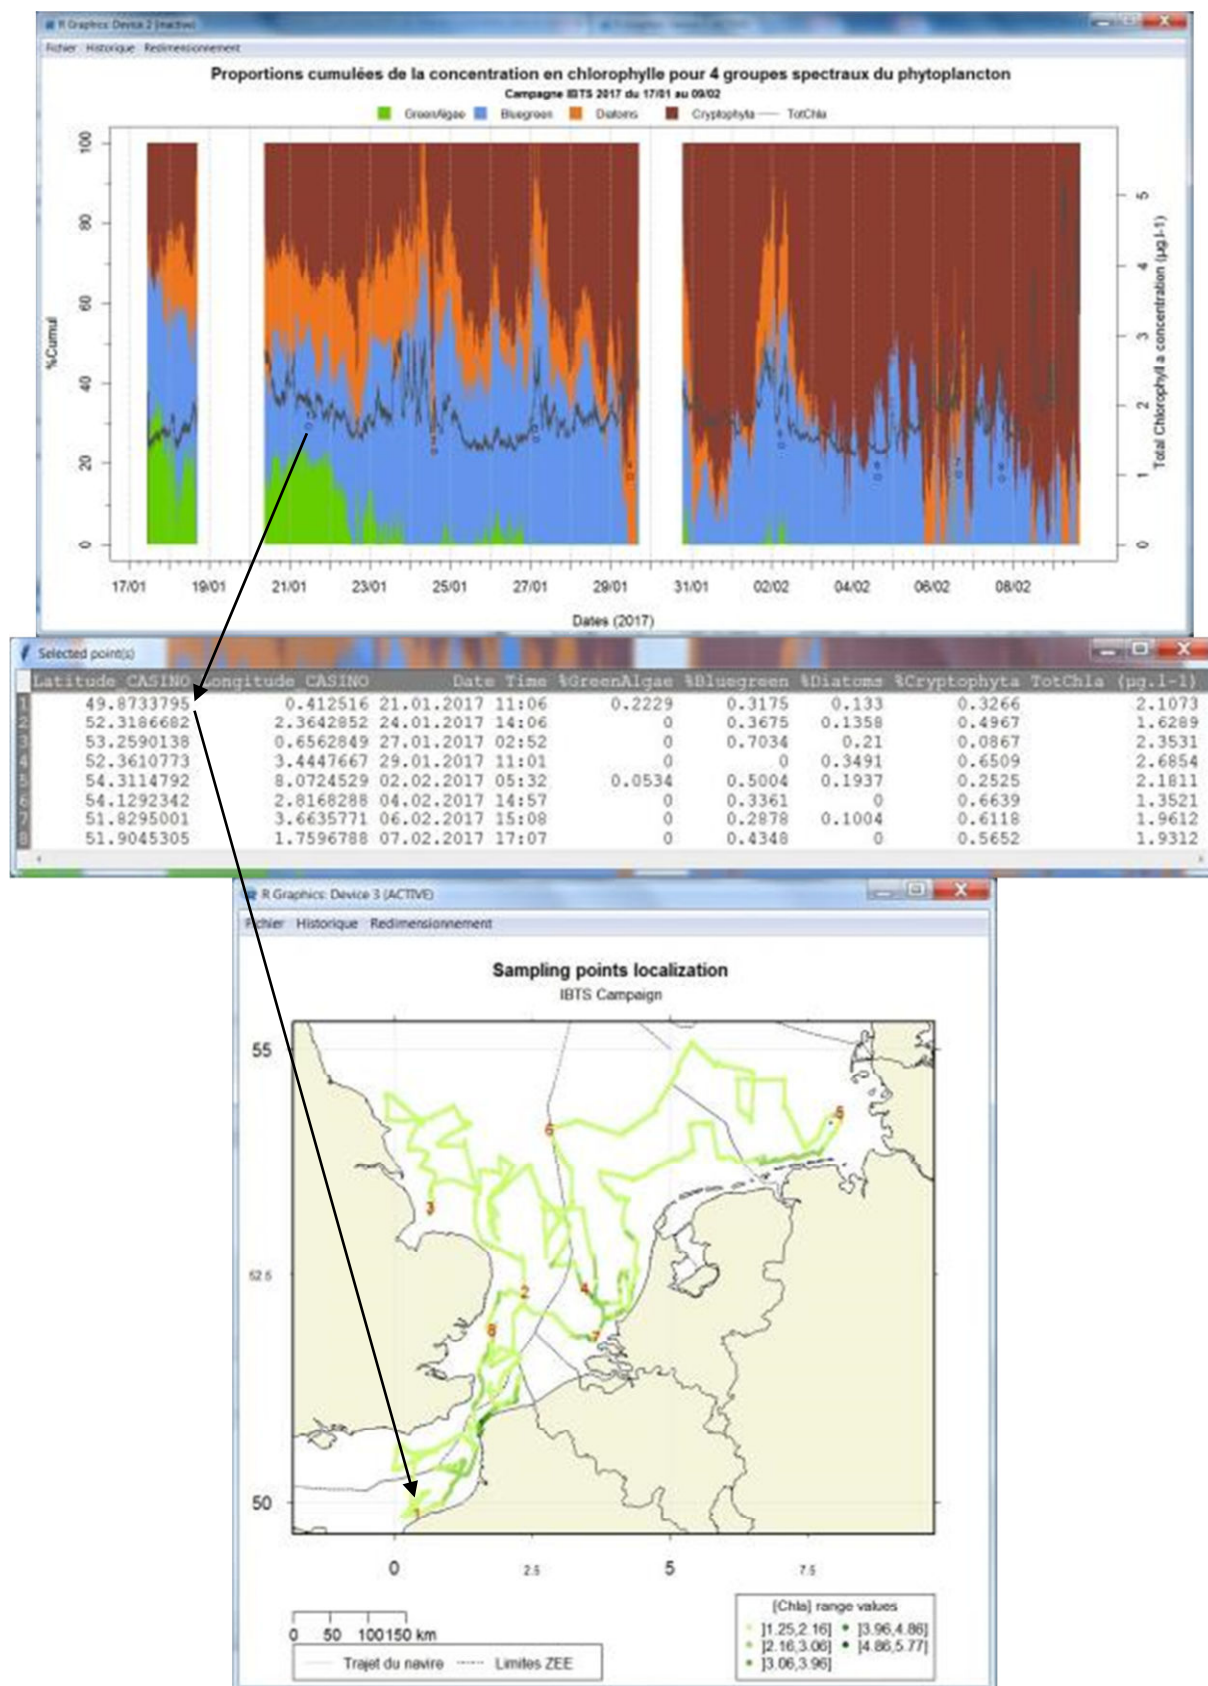 R Graphics: Device 2 (inactive)
Fichier Historique Redimensionnement
Proportions cumulées de la concentration en chlorophylle pour 4 groupes spectraux du phytoplancton
Campagne IBTS 2017 du 17/01 au 09/02
GreenAlgae Bluegreen Diatoms Cryptophyta TotChla
%Cumul
100
80
60
40
20
0
Total Chlorophyll a concentration (µg.l-1)
5
4
3
2
1
0
17/01 19/01 21/01 23/01 25/01 27/01 29/01 31/01 02/02 04/02 06/02 08/02
Dates (2017)
Selected point(s)
Latitude_CASINO Longitude_CASINO Date Time %GreenAlgae %Bluegreen %Diatoms %Cryptophyta TotChla (µg.l-1)
1 49.8733795 0.412516 21.01.2017 11:06 0.2229 0.3175 0.133 0.3266 2.1073
2 52.3186682 2.3642852 24.01.2017 14:06 0 0.3675 0.1358 0.4967 1.6289
3 53.2590138 0.6562849 27.01.2017 02:52 0 0.7034 0.21 0.0867 2.3531
4 52.3610773 3.4447667 29.01.2017 11:01 0 0 0.3491 0.6509 2.6854
5 54.3114792 8.0724529 02.02.2017 05:32 0.0534 0.5004 0.1937 0.2525 2.1811
6 54.1292342 2.8168288 04.02.2017 14:57 0 0.3361 0 0.6639 1.3521
7 51.8295001 3.6635771 06.02.2017 15:08 0 0.2878 0.1004 0.6118 1.9612
8 51.9045305 1.7596788 07.02.2017 17:07 0 0.4348 0 0.5652 1.9312
R Graphics: Device 3 (ACTIVE)
Fichier Historique Redimensionnement
Sampling points localization
IBTS Campaign
55
52.5
50
5
6
3
4
2
8
7
1
0 2.5 5 7.5
0 50 100 150 km
Trajet du navire Limites ZEE
[Chla] range values
]1.25,2.16] ]3.96,4.86]
]2.16,3.06] ]4.86,5.77]
]3.06,3.96]